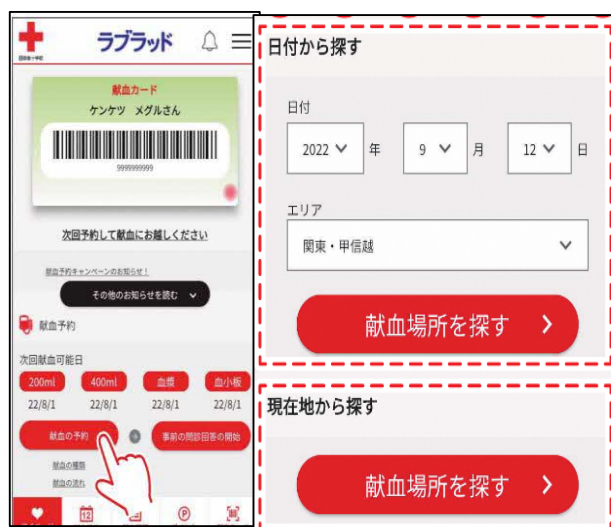 ラブラッド
献血カード
ケンケツ メグルさん
9999999999
次回予約して献血にお越しください
献血予約キャンペーンのお知らせ!
その他のお知らせを読む
献血予約
次回献血可能日
200ml 400ml 血漿 血小板
22/8/1 22/8/1 22/8/1 22/8/1
献血の予約 事前の問診回答の開始
献血の種類
献血の流れ
12
P
日付から探す
日付
2022 年 9 月 12 日
エリア
関東・甲信越
献血場所を探す
現在地から探す
献血場所を探す